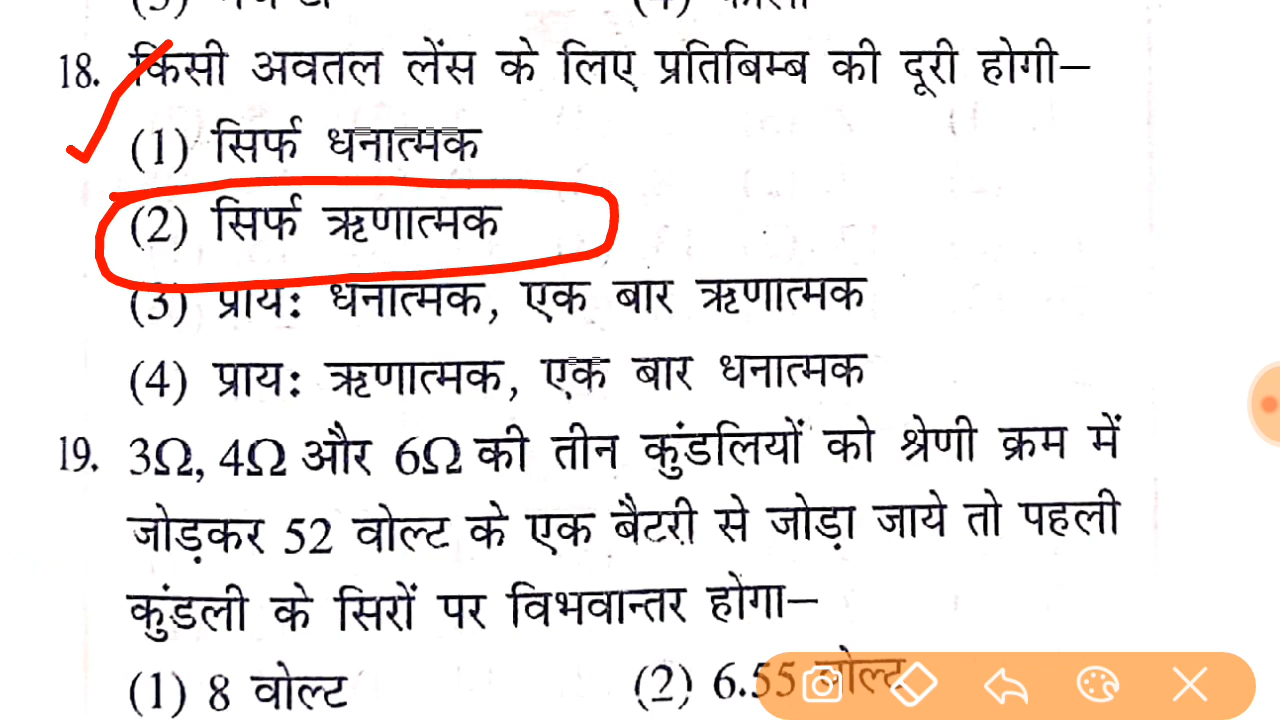 18. किसी अवतल लेंस के लिए प्रतिबिम्ब की दूरी होगी–
(1) सिर्फ धनात्मक
(2) सिर्फ ऋणात्मक
(3) प्रायः धनात्मक, एक बार ऋणात्मक
(4) प्रायः ऋणात्मक, एक बार धनात्मक
19. 3Ω, 4Ω और 6Ω की तीन कुंडलियों को श्रेणी क्रम में
जोड़कर 52 वोल्ट के एक बैटरी से जोड़ा जाये तो पहली
कुंडली के सिरों पर विभवान्तर होगा–
(1) 8 वोल्ट (2) 6.55 वोल्ट